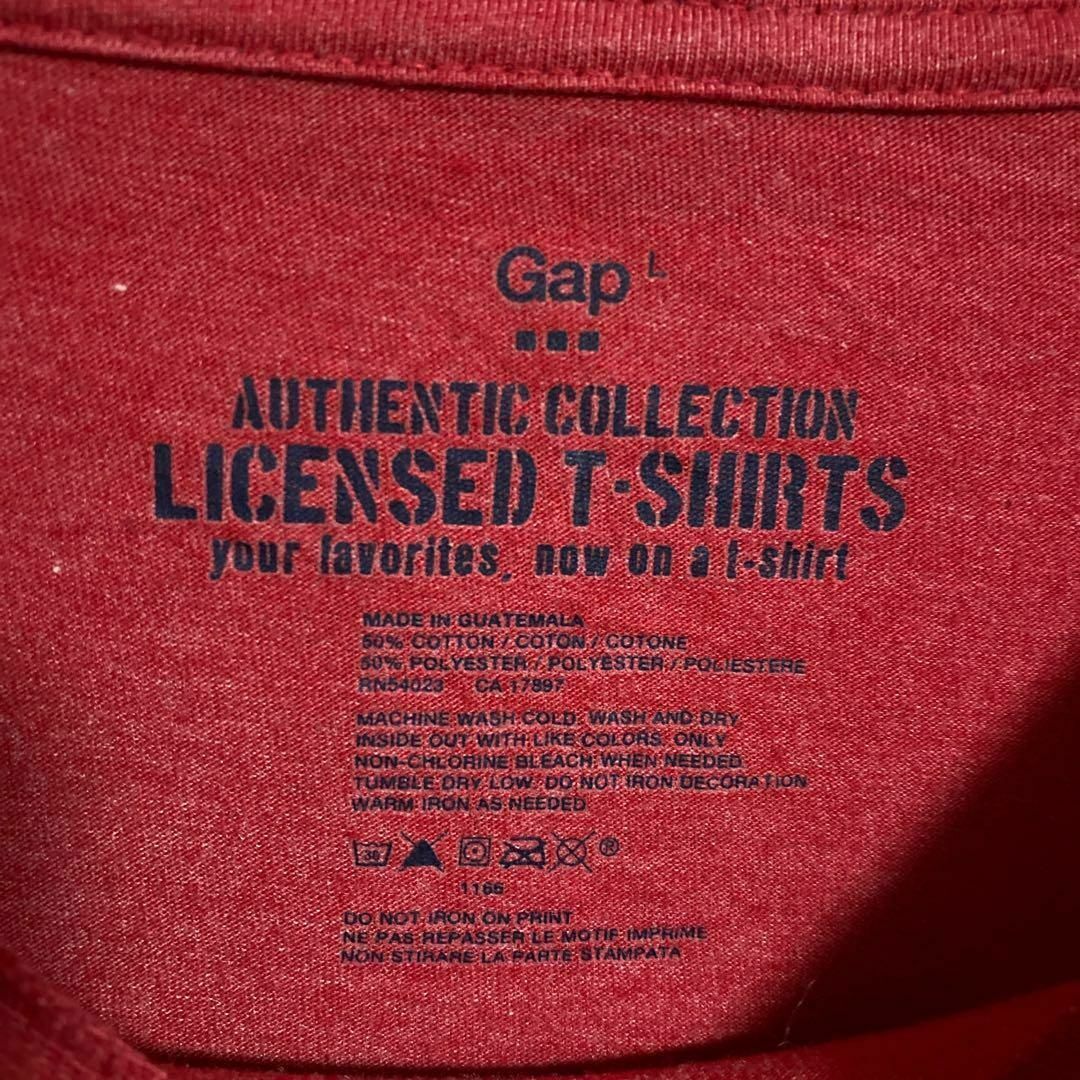 Gap L
AUTHENTIC COLLECTION
LICENSED T-SHIRTS
your favorites, now on a t-shirt
MADE IN GUATEMALA
50% COTTON / COTON / COTONE
50% POLYESTER / POLYESTER / POLIESTERE
RN54023 CA 17897
MACHINE WASH COLD. WASH AND DRY
INSIDE OUT WITH LIKE COLORS. ONLY
NON-CHLORINE BLEACH WHEN NEEDED.
TUMBLE DRY LOW. DO NOT IRON DECORATION.
WARM IRON AS NEEDED.
30 ®
1166
DO NOT IRON ON PRINT
NE PAS REPASSER LE MOTIF IMPRIME
NON STIRARE LA PARTE STAMPATA